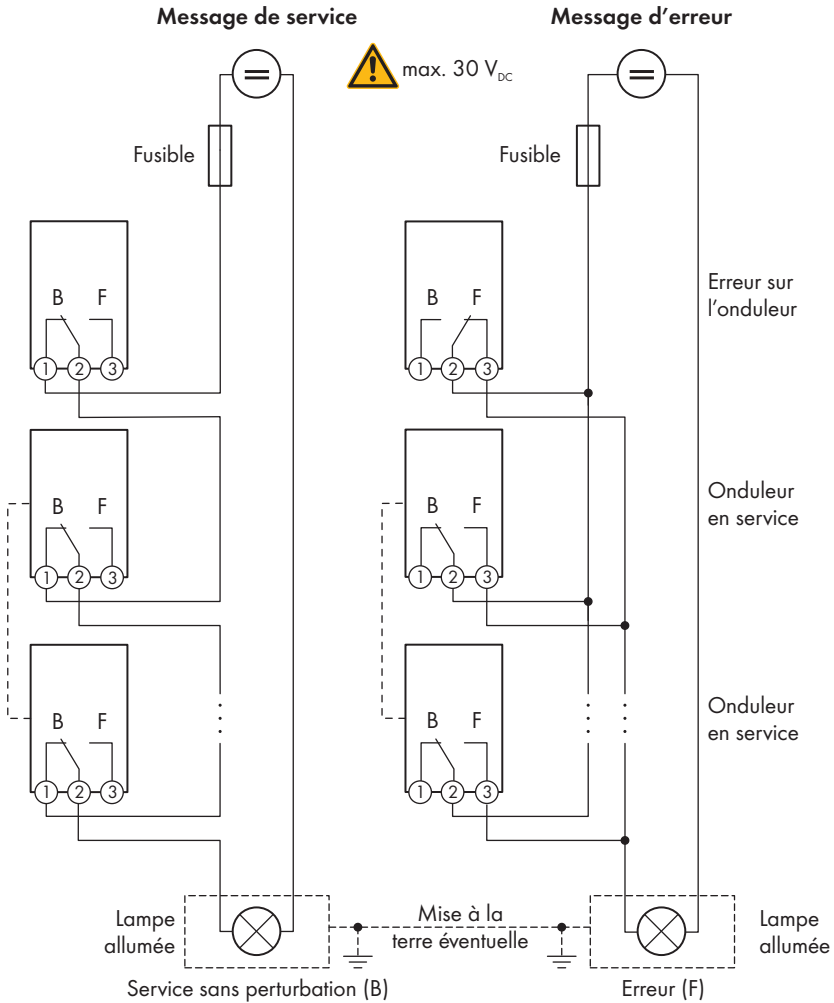 Message de service
Message d'erreur
max. 30 V DC
Fusible
Fusible
B F
1 2 3
B F
1 2 3
Erreur sur
l'onduleur
B F
1 2 3
B F
1 2 3
Onduleur
en service
B F
1 2 3
B F
1 2 3
Onduleur
en service
Lampe
allumée
Mise à la
terre éventuelle
Lampe
allumée
Service sans perturbation (B)
Erreur (F)